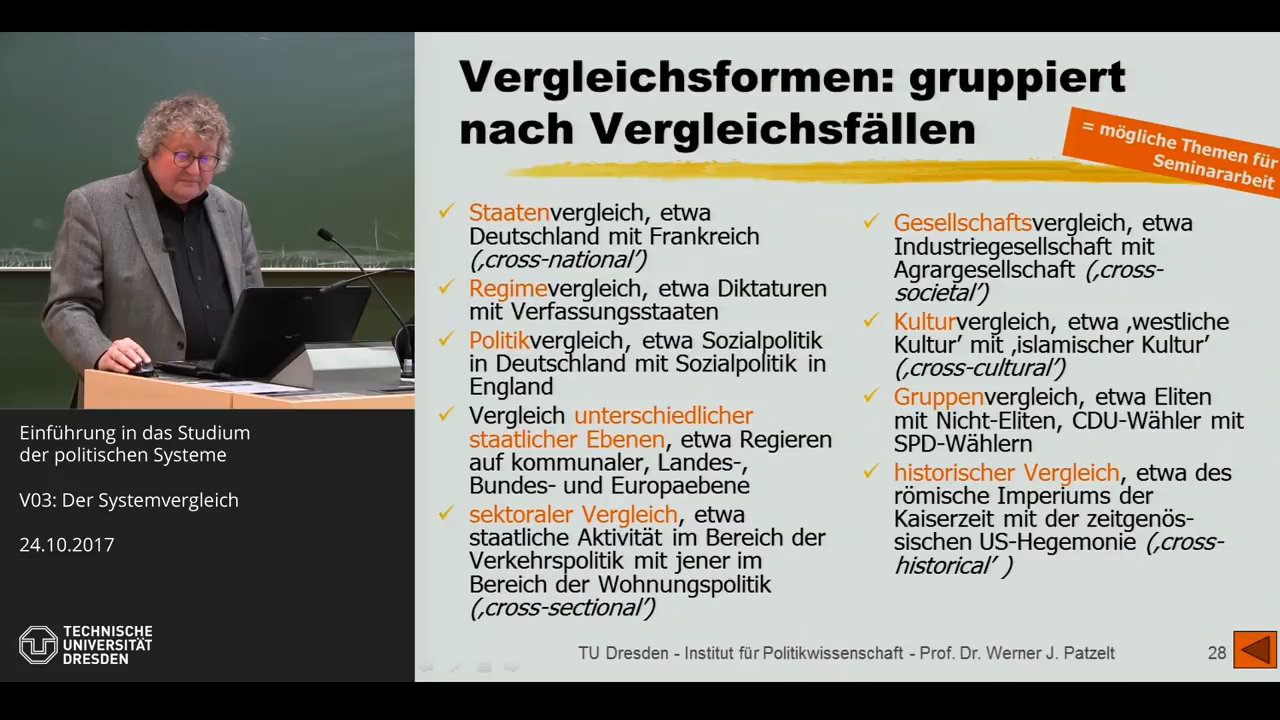 Vergleichsformen: gruppiert
nach Vergleichsfällen
= mögliche Themen für
Seminararbeit
Staatenvergleich, etwa
Deutschland mit Frankreich
(‚cross-national’)
Regimevergleich, etwa Diktaturen
mit Verfassungsstaaten
Politikvergleich, etwa Sozialpolitik
in Deutschland mit Sozialpolitik in
England
Vergleich unterschiedlicher
staatlicher Ebenen, etwa Regieren
auf kommunaler, Landes-,
Bundes- und Europaebene
sektoraler Vergleich, etwa
staatliche Aktivität im Bereich der
Verkehrspolitik mit jener im
Bereich der Wohnungspolitik
(‚cross-sectional’)
Gesellschaftsvergleich, etwa
Industriegesellschaft mit
Agrargesellschaft (‚cross-
societal’)
Kulturvergleich, etwa ‚westliche
Kultur’ mit ‚islamischer Kultur’
(‚cross-cultural’)
Gruppenvergleich, etwa Eliten
mit Nicht-Eliten, CDU-Wähler mit
SPD-Wählern
historischer Vergleich, etwa des
römische Imperiums der
Kaiserzeit mit der zeitgenös-
sischen US-Hegemonie (‚cross-
historical’ )
TU Dresden - Institut für Politikwissenschaft - Prof. Dr. Werner J. Patzelt
28
Einführung in das Studium
der politischen Systeme
V03: Der Systemvergleich
24.10.2017
TECHNISCHE
UNIVERSITÄT
DRESDEN